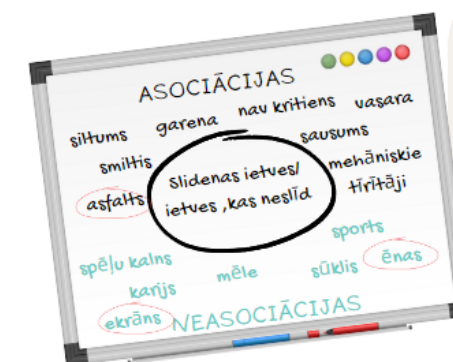 ASOCIĀCIJAS
siltums garena nav kritiens vasara
smiltis sausums
asfalts mehāniskie
tīrītāji
Slidenas ietves/
ietves ,kas neslīd
spēļu kalns mēle sūklis sports
karijs ēnas
ekrāns
NEASOCIĀCIJAS